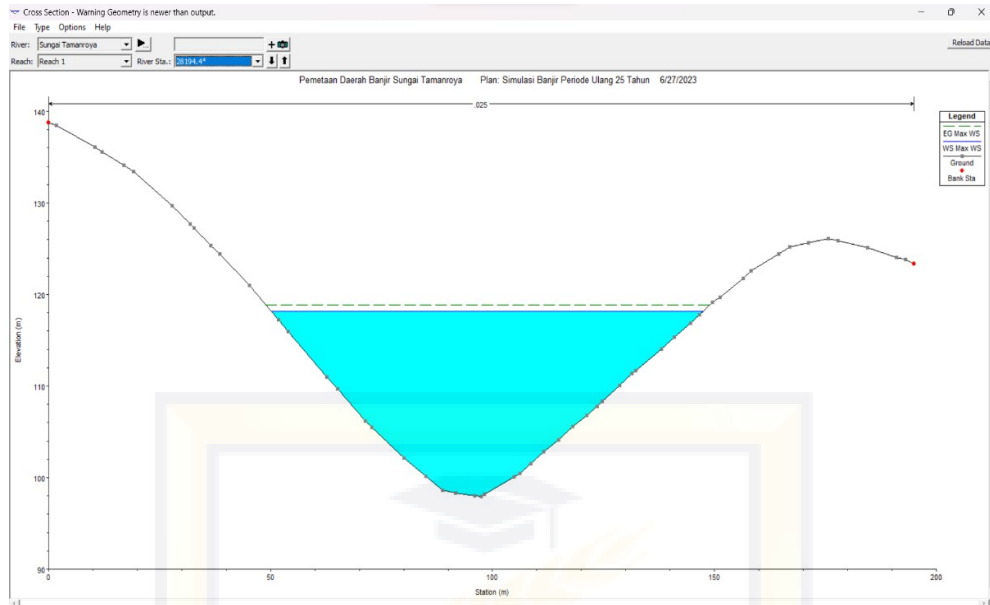 Cross Section - Warning Geometry is newer than output.
File Type Options Help
River: Sungai Tamanroya
Reload Data
Reach: Reach 1 River Sta.: 28194.4*
Pemetaan Daerah Banjir Sungai Tamanroya Plan: Simulasi Banjir Periode Ulang 25 Tahun 6/27/2023
.025
Legend
EG Max WS
WS Max WS
Ground
Bank Sta
140
130
120
110
100
90
Elevation (m)
0 50 100 150 200
Station (m)